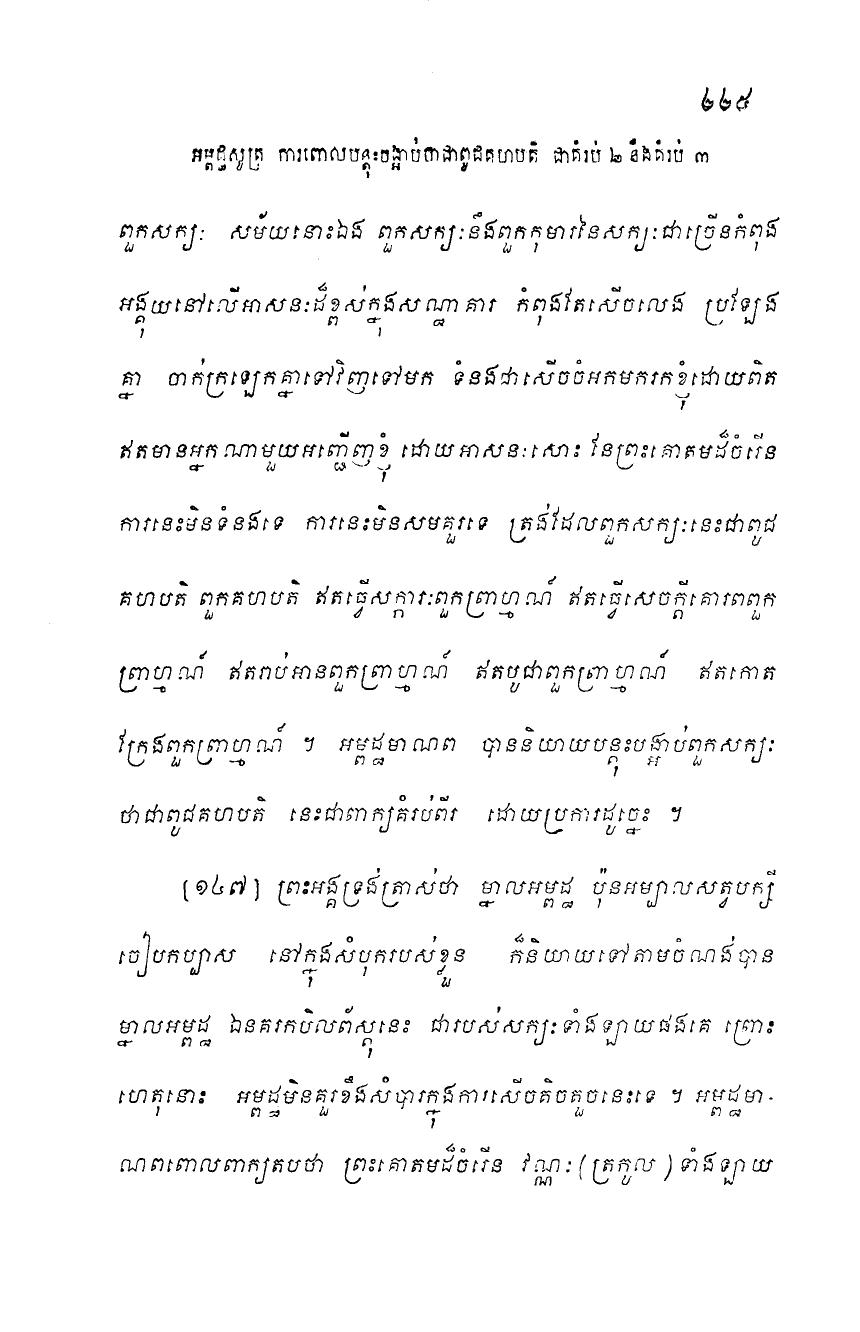 ២២៥
អម្ពដ្ឋសូត្រ ការពោលបន្តុះបង្អាប់ថាជាពូជគហបតិ ជាគំរប់ ២ នឹងគំរប់ ៣
ពួកសក្យៈ សម័យនោះឯង ពួកសក្យៈនឹងពួកកុមារនៃសក្យៈជាច្រើនកំពុង
អង្គុយនៅលើអាសនៈដ៏ខ្ពស់ក្នុងសណ្ឋាគារ កំពុងតែសើចលេង ប្រឡែង
គ្នា ចាក់ក្រឡេកគ្នាទៅវិញទៅមក ទំនងជាសើចចំអកមករកខ្ញុំដោយពិត
ឥតមានអ្នកណាមួយអញ្ជើញខ្ញុំ ដោយអាសនៈសោះ នែព្រះគោតមដ៏ចំរើន
ការនេះមិនទំនងទេ ការនេះមិនសមគួរទេ ត្រង់ដែលពួកសក្យៈនេះជាពូជ
គហបតិ ពួកគហបតិ ឥតធ្វើសក្ការៈពួកព្រាហ្មណ៍ ឥតធ្វើសេចក្តីគោរពពួក
ព្រាហ្មណ៍ ឥតរាប់អានពួកព្រាហ្មណ៍ ឥតបូជាពួកព្រាហ្មណ៍ ឥតកោត
ក្រែងពួកព្រាហ្មណ៍ ។ អម្ពដ្ឋមាណព បាននិយាយបន្តុះបង្អាប់ពួកសក្យៈ
ថាជាពូជគហបតិ នេះជាពាក្យគំរប់ពីរ ដោយប្រការដូច្នេះ ។
[១៤៧] ព្រះអង្គទ្រង់ត្រាស់ថា ម្នាលអម្ពដ្ឋ ប៉ុនអម្បាលសត្វបក្សី
ចៀបកប្បាស នៅក្នុងសំបុករបស់ខ្លួន ក៏និយាយទៅតាមចំណង់បាន
ម្នាលអម្ពដ្ឋ ឯនគរកបិលព័ស្តុនេះ ជារបស់សក្យៈទាំងឡាយផងគេ ព្រោះ
ហេតុនោះ អម្ពដ្ឋមិនគួរខឹងសំបារក្នុងការសើចតិចតួចនេះទេ ។ អម្ពដ្ឋមា-
ណពពោលពាក្យតបថា ព្រះគោតមដ៏ចំរើន វណ្ណៈ (ត្រកូល) ទាំងឡាយ